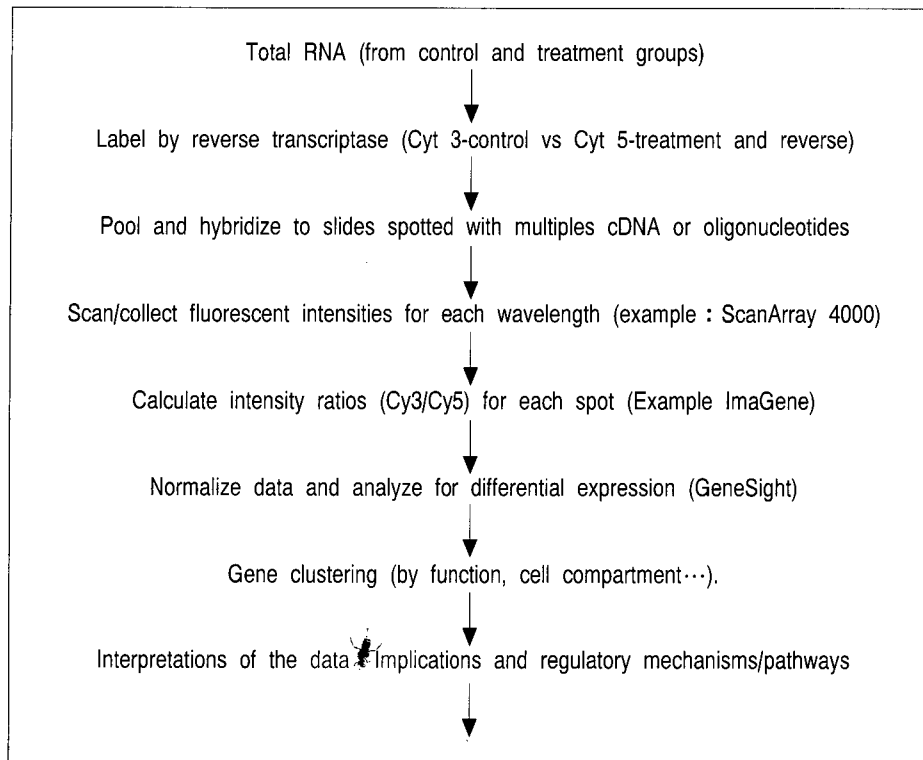 Total RNA (from control and treatment groups)
Label by reverse transcriptase (Cyt 3-control vs Cyt 5-treatment and reverse)
Pool and hybridize to slides spotted with multiples cDNA or oligonucleotides
Scan/collect fluorescent intensities for each wavelength (example : ScanArray 4000)
Calculate intensity ratios (Cy3/Cy5) for each spot (Example ImaGene)
Normalize data and analyze for differential expression (GeneSight)
Gene clustering (by function, cell compartment···).
Interpretations of the data Implications and regulatory mechanisms/pathways